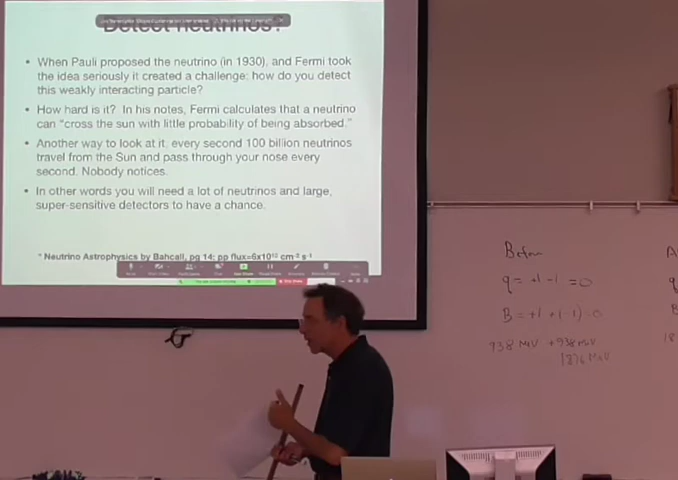 Detect neutrinos?
• When Pauli proposed the neutrino (in 1930), and Fermi took
the idea seriously it created a challenge: how do you detect
this weakly interacting particle?
• How hard is it? In his notes, Fermi calculates that a neutrino
can “cross the sun with little probability of being absorbed.”
• Another way to look at it: every second 100 billion neutrinos
travel from the Sun and pass through your nose every
second. Nobody notices.
• In other words you will need a lot of neutrinos and large,
super-sensitive detectors to have a chance.
* Neutrino Astrophysics by Bahcall, pg 14; pp flux=6x10¹⁰ cm⁻² s⁻¹
Before
q = +1 -1 = 0
B = +1 + (-1) = 0
938 MeV + 938 MeV
1876 MeV